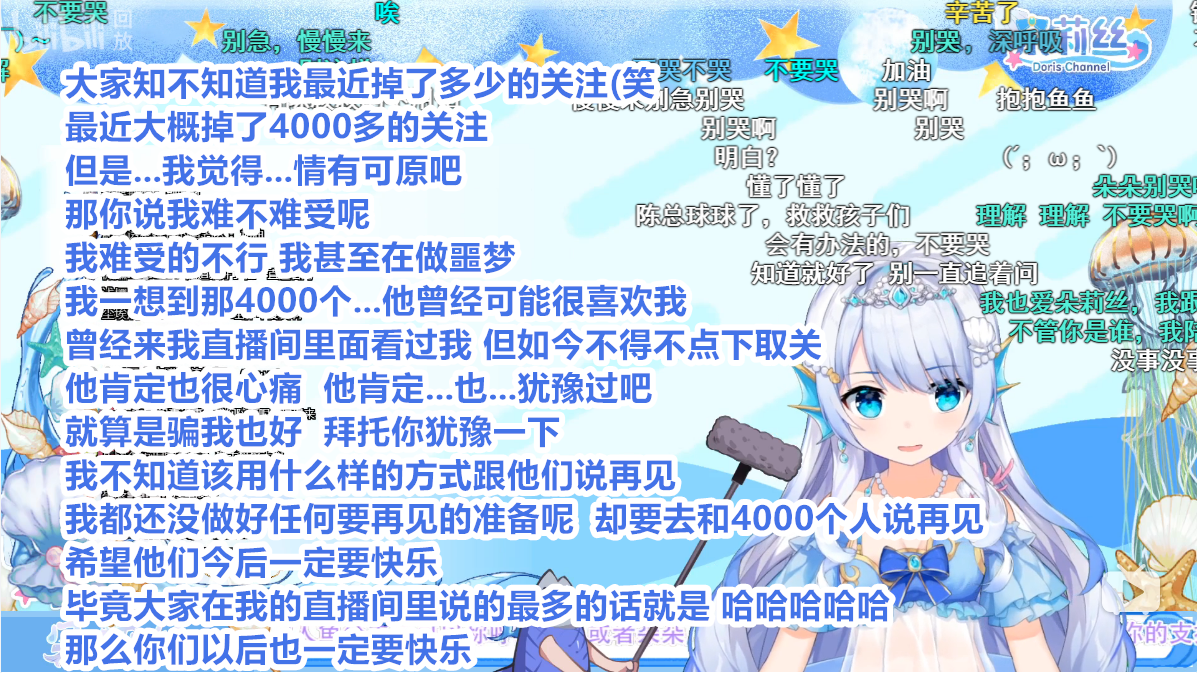 不要哭
唉
辛苦了
回放
bilibili
别急，慢慢来
别哭，深呼吸
莉丝
Doris Channel
不要哭
加油
大家知不知道我最近掉了多少的关注(笑
别哭啊
抱抱鱼鱼
最近大概掉了4000多的关注
别哭啊
别哭
但是...我觉得...情有可原吧
明白?
(´；ω；`)
懂了懂了
那你说我难不难受呢
陈总球球了，救救孩子们
理解 理解 不要哭啊
会有办法的，不要哭
我难受的不行 我甚至在做噩梦
知道就好了 别一直追着问
我一想到那4000个...他曾经可能很喜欢我
我也爱朵莉丝，我跟
不管你是谁，我陪
曾经来我直播间里面看过我 但如今不得不点下取关
没事没事
他肯定也很心痛 他肯定...也...犹豫过吧
就算是骗我也好 拜托你犹豫一下
我不知道该用什么样的方式跟他们说再见
我都还没做好任何要再见的准备呢 却要去和4000个人说再见
希望他们今后一定要快乐
毕竟大家在我的直播间里说的最多的话就是 哈哈哈哈哈
或者朵朵
你的支
那么你们以后也一定要快乐